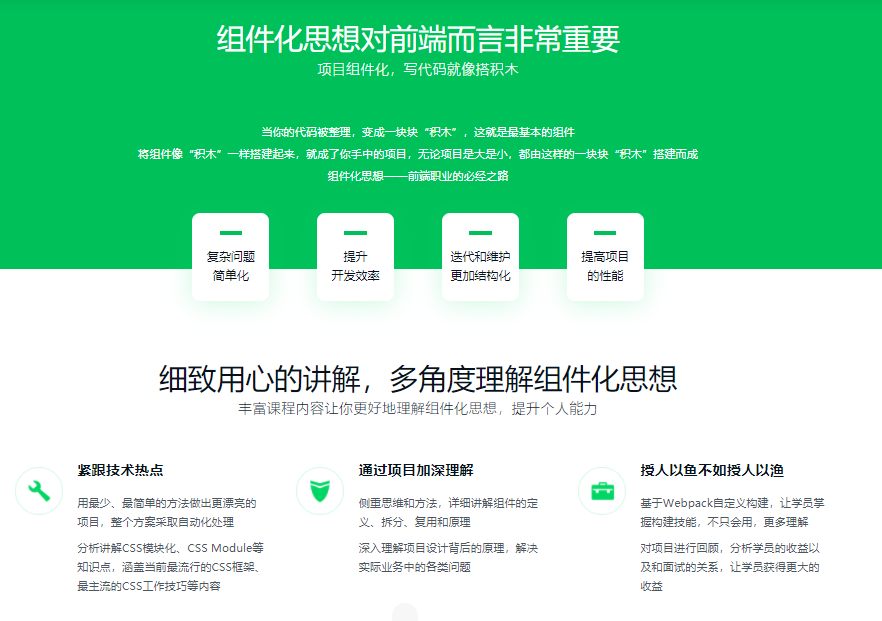 组件化思想对前端而言非常重要
项目组件化，写代码就像搭积木
当你的代码被整理，变成一块块“积木”，这就是最基本的组件
将组件像“积木”一样搭建起来，就成了你手中的项目，无论项目是大是小，都由这样的一块块“积木”搭建而成
组件化思想——前端职业的必经之路
复杂问题
简单化
提升
开发效率
迭代和维护
更加结构化
提高项目
的性能
细致用心的讲解，多角度理解组件化思想
丰富课程内容让你更好地理解组件化思想，提升个人能力
紧跟技术热点
用最少、最简单的方法做出更漂亮的
项目，整个方案采取自动化处理
分析讲解CSS模块化、CSS Module等
知识点，涵盖当前最流行的CSS框架、
最主流的CSS工作技巧等内容
通过项目加深理解
侧重思维和方法，详细讲解组件的定
义、拆分、复用和原理
深入理解项目设计背后的原理，解决
实际业务中的各类问题
授人以鱼不如授人以渔
基于Webpack自定义构建，让学员掌
握构建技能，不只会用，更多理解
对项目进行回顾，分析学员的收益以
及和面试的关系，让学员获得更大的
收益